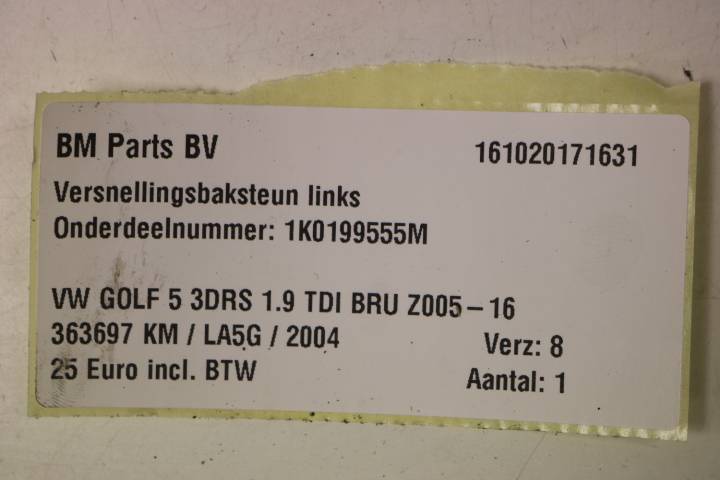 BM Parts BV 161020171631
Versnellingsbaksteun links
Onderdeelnummer: 1K0199555M
VW GOLF 5 3DRS 1.9 TDI BRU Z005-16
363697 KM / LA5G / 2004 Verz: 8
25 Euro incl. BTW Aantal: 1